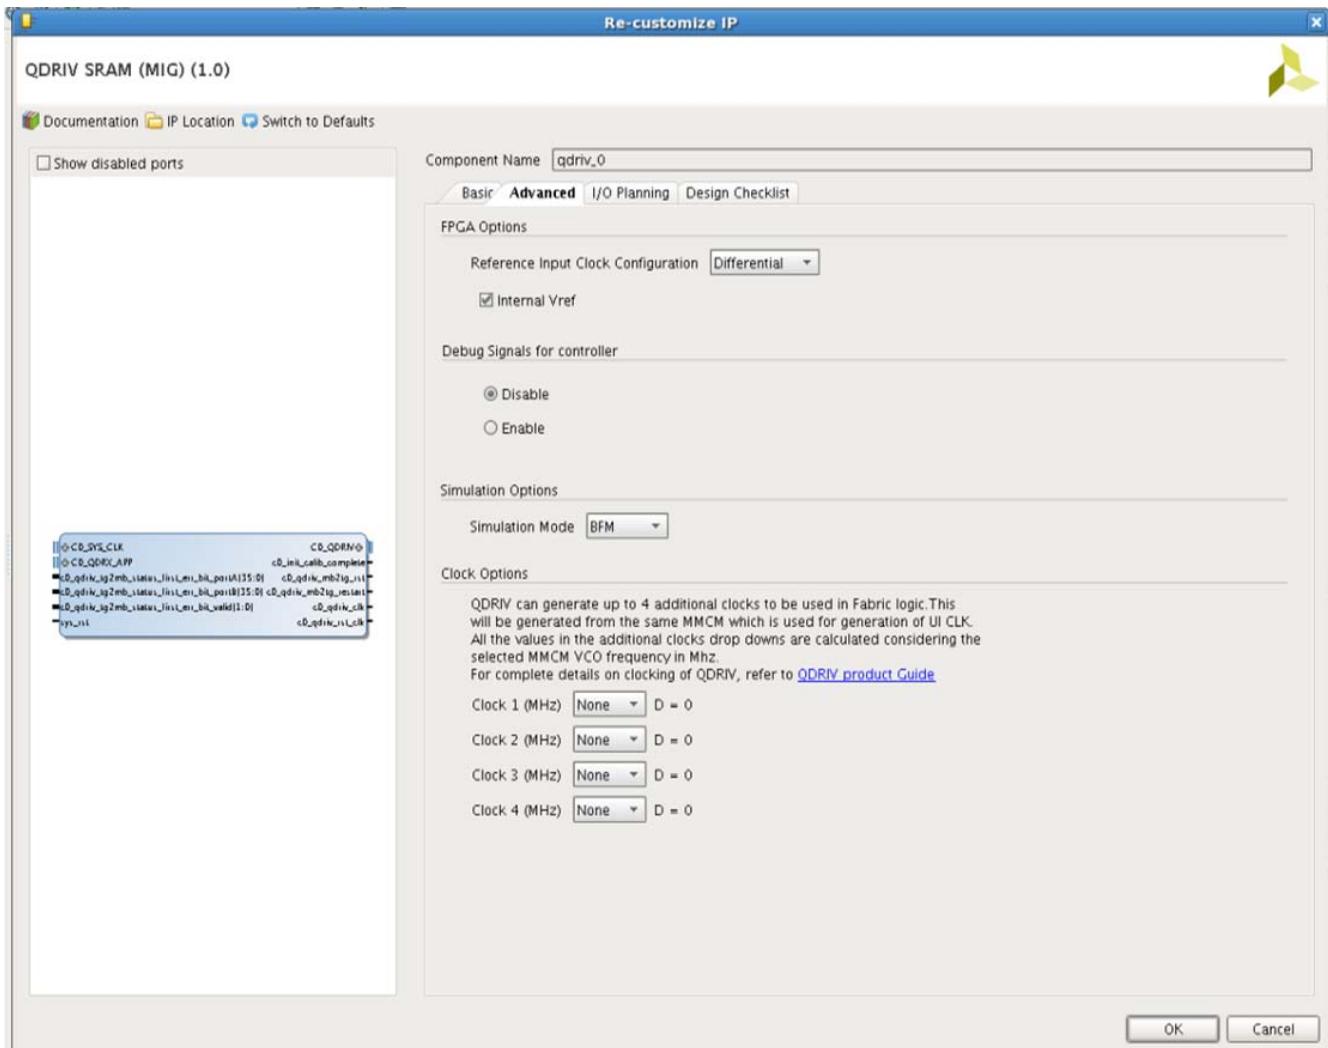 Re-customize IP
QDRIV SRAM (MIG) (1.0)
Documentation IP Location Switch to Defaults
Show disabled ports
Component Name qdriv_0
Basic Advanced I/O Planning Design Checklist
FPGA Options
Reference Input Clock Configuration Differential
Internal Vref
Debug Signals for controller
Disable
Enable
Simulation Options
Simulation Mode BFM
Clock Options
QDRIV can generate up to 4 additional clocks to be used in Fabric logic.This
will be generated from the same MMCM which is used for generation of UI CLK.
All the values in the additional clocks drop downs are calculated considering the
selected MMCM VCO frequency in Mhz.
For complete details on clocking of QDRIV, refer to QDRIV product Guide
Clock 1 (MHz) None D = 0
Clock 2 (MHz) None D = 0
Clock 3 (MHz) None D = 0
Clock 4 (MHz) None D = 0
C0_SYS_CLK C0_QDRIV
C0_QDRX_APP c0_init_calib_complete
c0_qdriv_mb2tg_rst
c0_qdriv_mb2tg_restart
c0_qdriv_clk
sys_rst c0_qdriv_rst_clk
OK Cancel